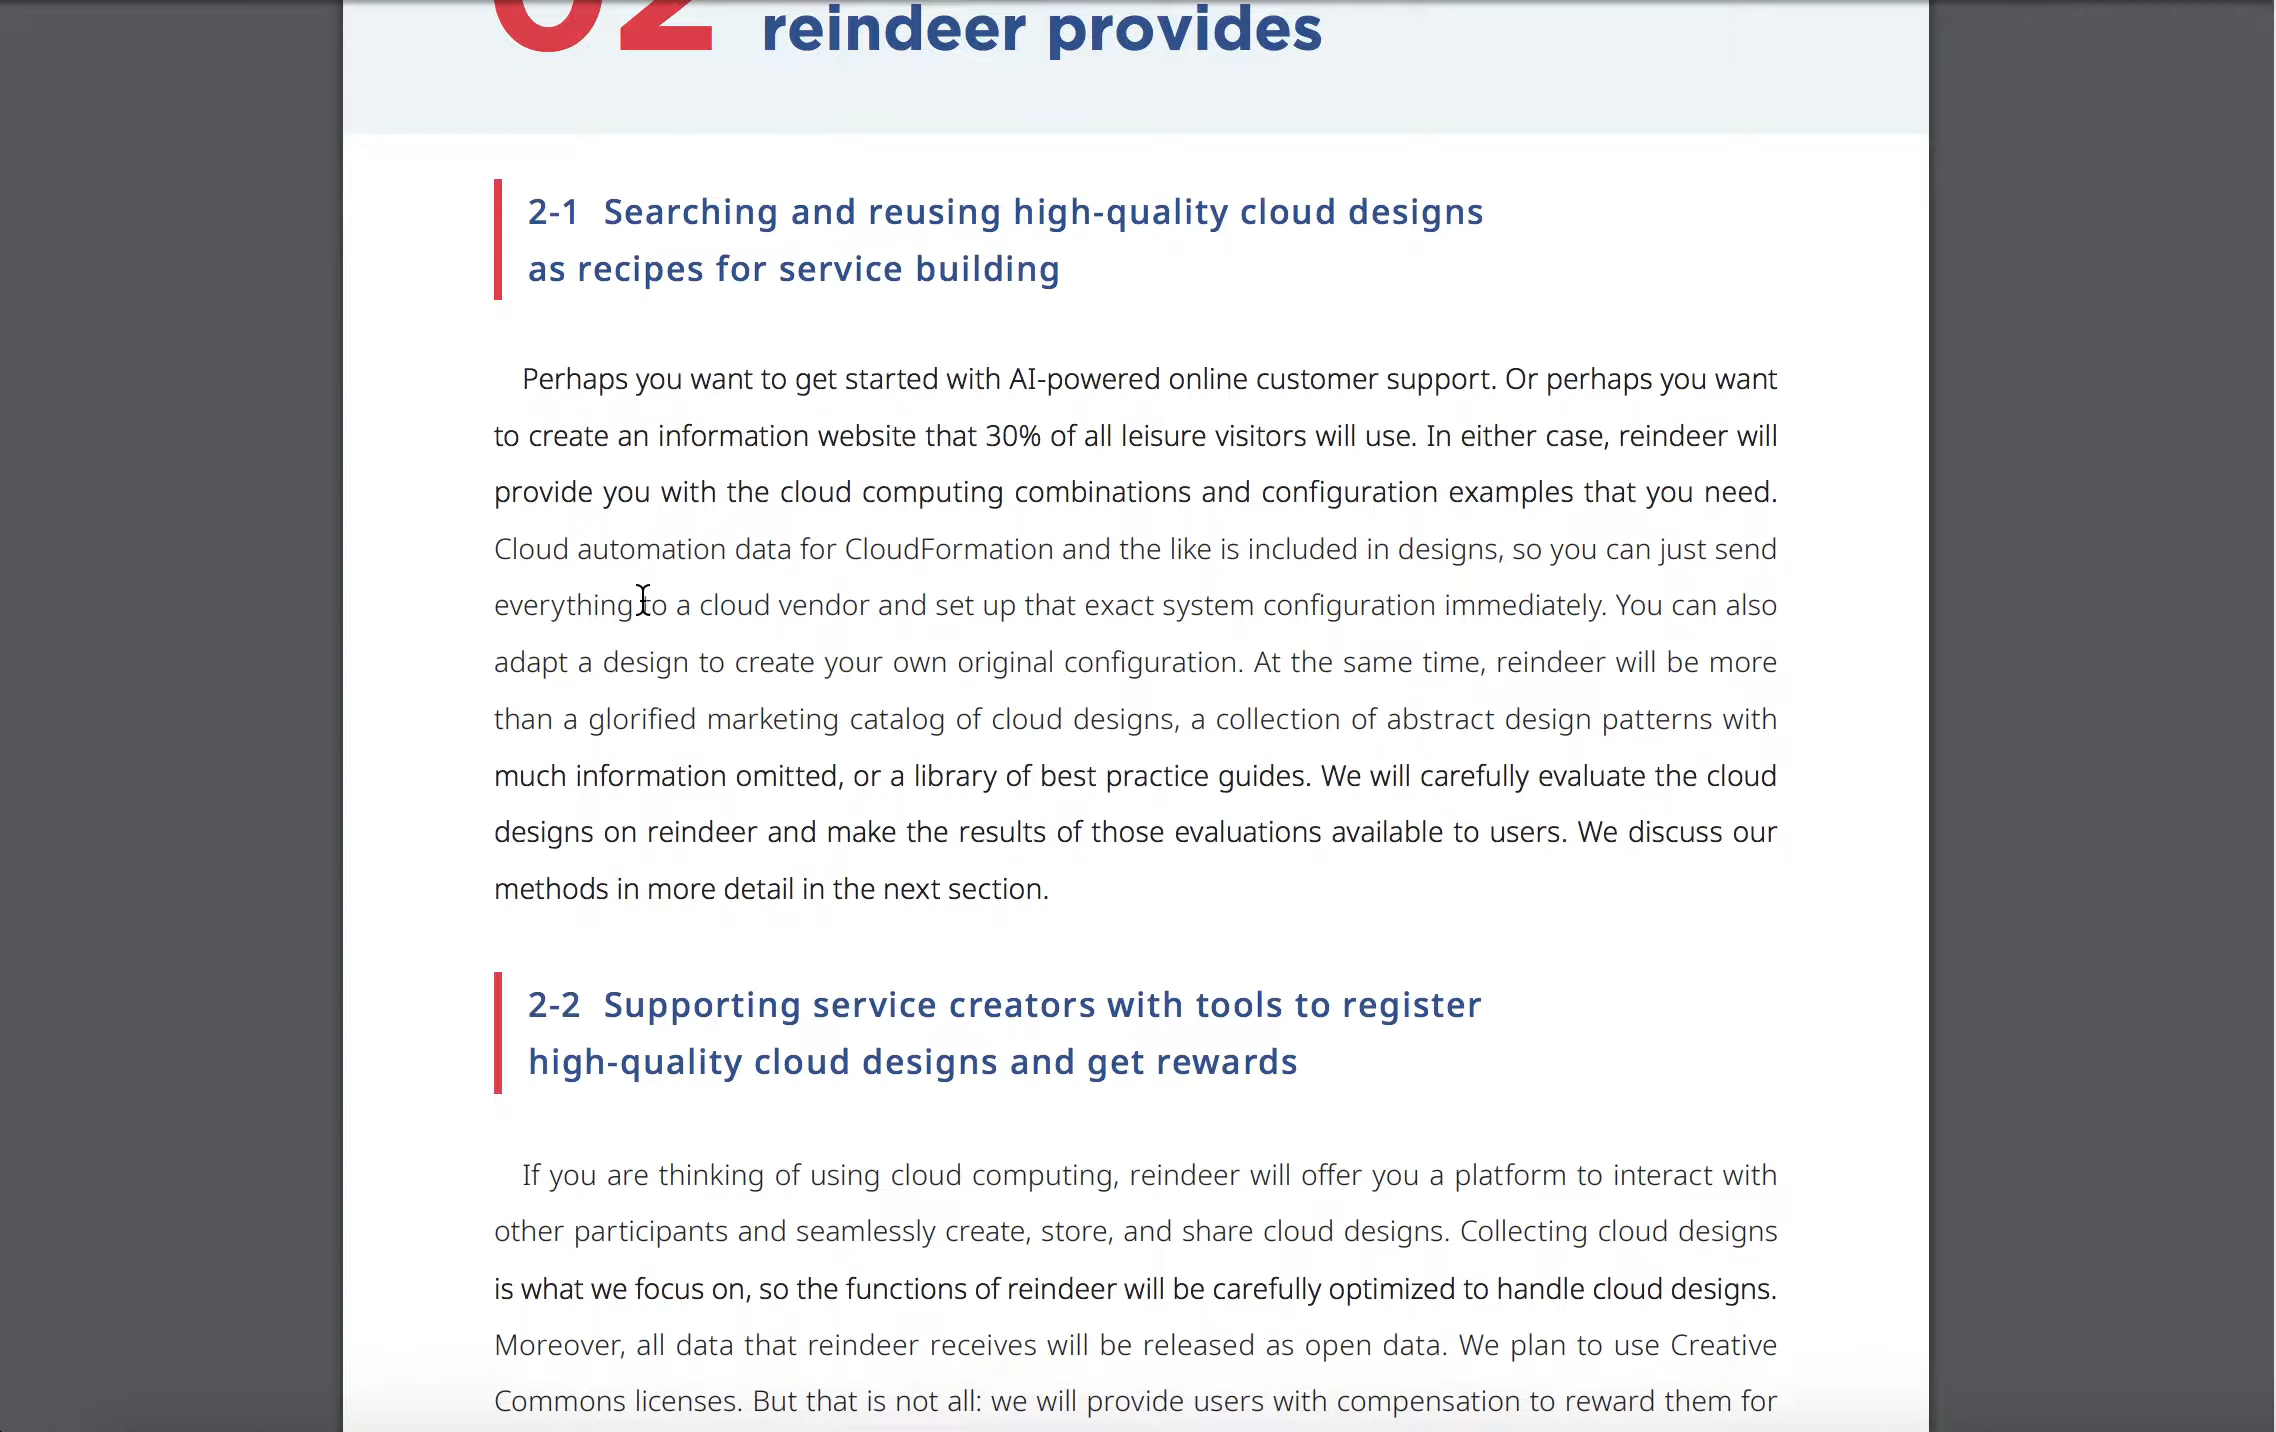 02 reindeer provides
2-1 Searching and reusing high-quality cloud designs
as recipes for service building
Perhaps you want to get started with AI-powered online customer support. Or perhaps you want
to create an information website that 30% of all leisure visitors will use. In either case, reindeer will
provide you with the cloud computing combinations and configuration examples that you need.
Cloud automation data for CloudFormation and the like is included in designs, so you can just send
everything to a cloud vendor and set up that exact system configuration immediately. You can also
adapt a design to create your own original configuration. At the same time, reindeer will be more
than a glorified marketing catalog of cloud designs, a collection of abstract design patterns with
much information omitted, or a library of best practice guides. We will carefully evaluate the cloud
designs on reindeer and make the results of those evaluations available to users. We discuss our
methods in more detail in the next section.
2-2 Supporting service creators with tools to register
high-quality cloud designs and get rewards
If you are thinking of using cloud computing, reindeer will offer you a platform to interact with
other participants and seamlessly create, store, and share cloud designs. Collecting cloud designs
is what we focus on, so the functions of reindeer will be carefully optimized to handle cloud designs.
Moreover, all data that reindeer receives will be released as open data. We plan to use Creative
Commons licenses. But that is not all: we will provide users with compensation to reward them for